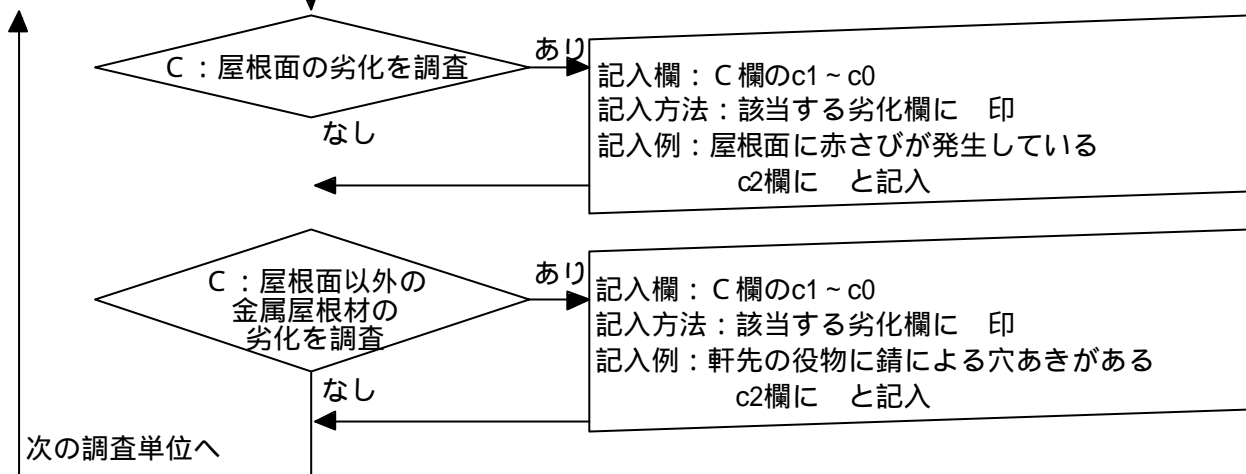 C：屋根面の劣化を調査
あり
なし
記入欄：C欄のc1~c0
記入方法：該当する劣化欄に　印
記入例：屋根面に赤さびが発生している
c2欄に　と記入
C：屋根面以外の
金属屋根材の
劣化を調査
あり
なし
記入欄：C欄のc1~c0
記入方法：該当する劣化欄に　印
記入例：軒先の役物に錆による穴あきがある
c2欄に　と記入
次の調査単位へ